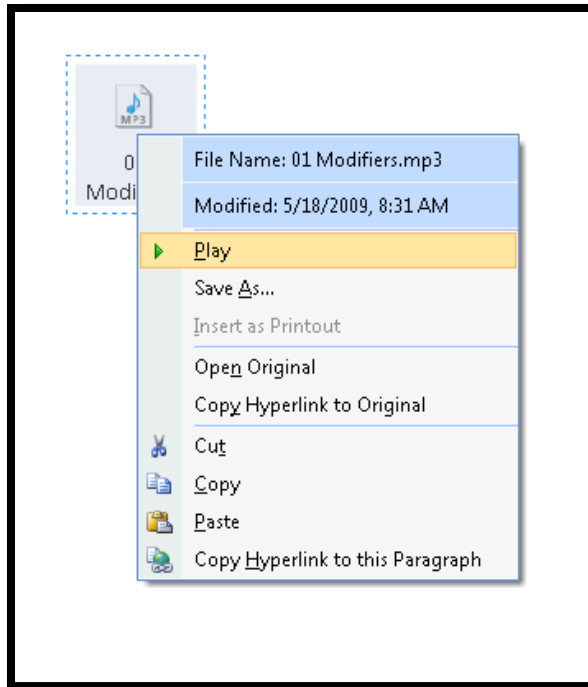 MP3
0
Modi
File Name: 01 Modifiers.mp3
Modified: 5/18/2009, 8:31 AM
Play
Save As...
Insert as Printout
Open Original
Copy Hyperlink to Original
Cut
Copy
Paste
Copy Hyperlink to this Paragraph